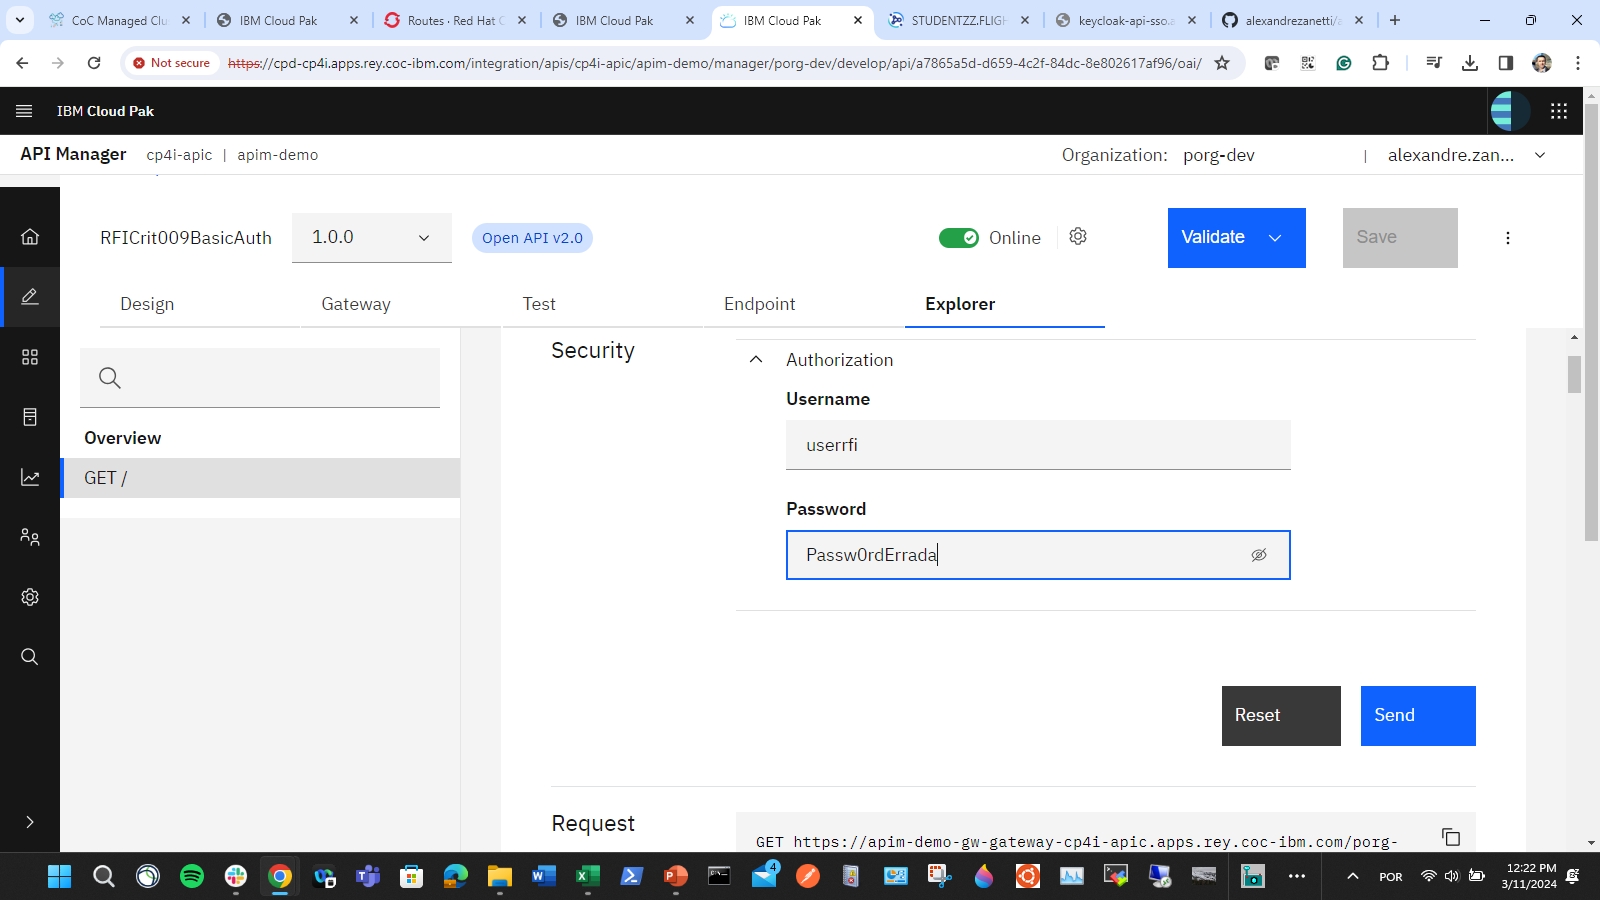 CoC Managed Clu
IBM Cloud Pak
Routes · Red Hat C
IBM Cloud Pak
IBM Cloud Pak
STUDENTZZ.FLIGH
keycloak-api-sso.a
alexandrezanetti/a
Not secure
https://cpd-cp4i.apps.rey.coc-ibm.com/integration/apis/cp4i-apic/apim-demo/manager/porg-dev/develop/api/a7865a5d-d659-4c2f-84dc-8e802617af96/oai/
IBM Cloud Pak
API Manager cp4i-apic | apim-demo
Organization: porg-dev | alexandre.zan...
RFICrit009BasicAuth
1.0.0
Open API v2.0
Online
Validate
Save
Design
Gateway
Test
Endpoint
Explorer
Overview
GET /
Security
Authorization
Username
userrfi
Password
Passw0rdErrada
Reset
Send
Request
GET https://apim-demo-gw-gateway-cp4i-apic.apps.rey.coc-ibm.com/porg-
4
POR
12:22 PM
3/11/2024